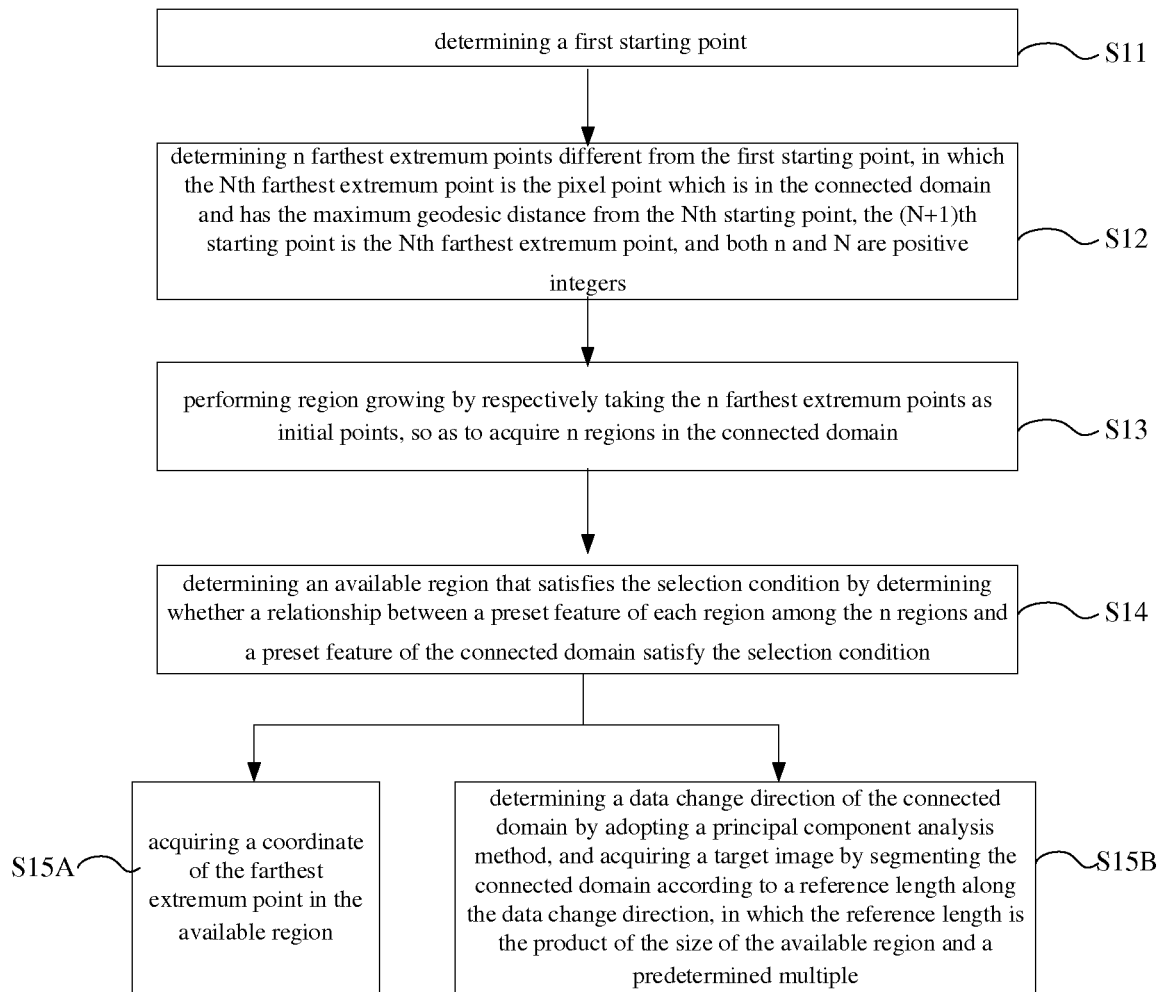 determining a first starting point
S11
determining n farthest extremum points different from the first starting point, in which
the Nth farthest extremum point is the pixel point which is in the connected domain
and has the maximum geodesic distance from the Nth starting point, the (N+1)th
starting point is the Nth farthest extremum point, and both n and N are positive
integers
S12
performing region growing by respectively taking the n farthest extremum points as
initial points, so as to acquire n regions in the connected domain
S13
determining an available region that satisfies the selection condition by determining
whether a relationship between a preset feature of each region among the n regions and
a preset feature of the connected domain satisfy the selection condition
S14
S15A
acquiring a coordinate
of the farthest
extremum point in the
available region
determining a data change direction of the connected
domain by adopting a principal component analysis
method, and acquiring a target image by segmenting the
connected domain according to a reference length along
the data change direction, in which the reference length is
the product of the size of the available region and a
predetermined multiple
S15B